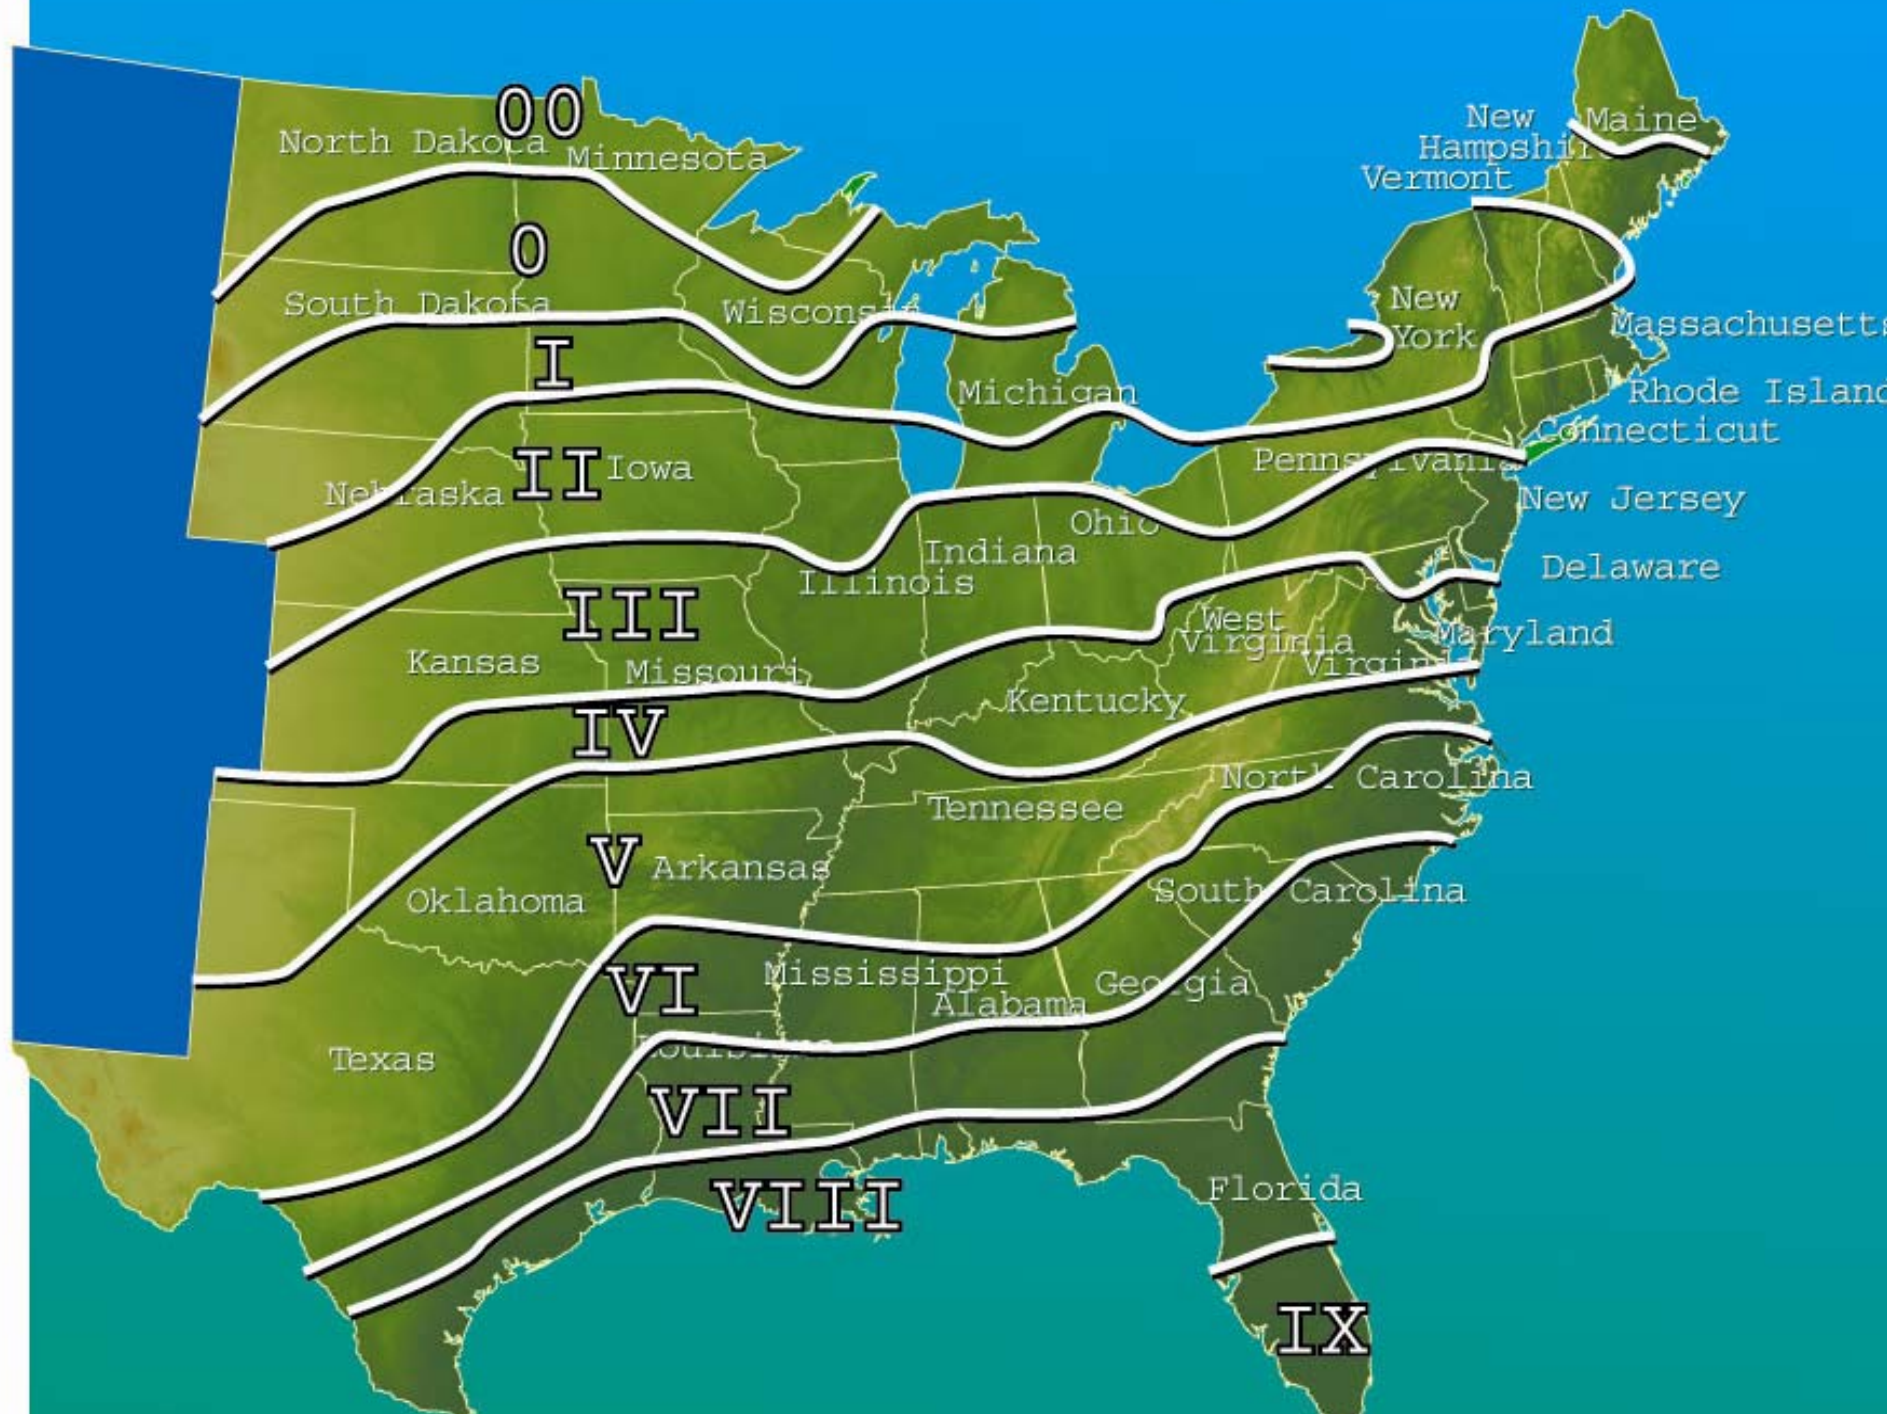 00
New
Maine
North Dakota
Hampshire
Minnesota
Vermont
0
South Dakota
Wisconsin
New
York
Massachusetts
I
Michigan
Rhode Island
Connecticut
II
Iowa
Nebraska
Pennsylvania
New Jersey
Ohio
Indiana
Delaware
Illinois
III
West
Virginia
Maryland
Kansas
Missouri
Virginia
Kentucky
IV
North Carolina
Tennessee
V
Arkansas
Oklahoma
South Carolina
VI
Mississippi
Georgia
Alabama
Texas
Louisiana
VII
VIII
Florida
IX